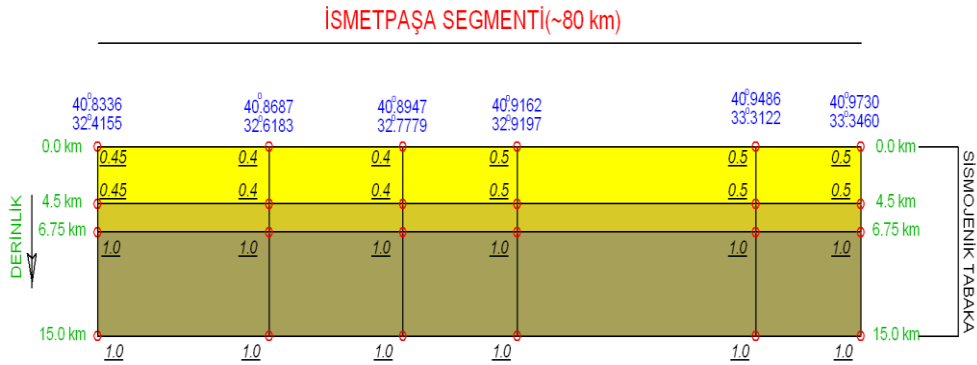 İSMETPAŞA SEGMENTİ(~80 km)
40.8336 40.8687 40.8947 40.9162 40.9486 40.9730
32.4155 32.6183 32.7779 32.9197 33.3122 33.3460
0.0 km 0.45 0.4 0.4 0.5 0.5 0.5 0.0 km
0.45 0.4 0.4 0.5 0.5 0.5
4.5 km 4.5 km
6.75 km 6.75 km
1.0 1.0 1.0 1.0 1.0 1.0
15.0 km 15.0 km
1.0 1.0 1.0 1.0 1.0 1.0
DERİNLİK
SİSMOJENİK TABAKA